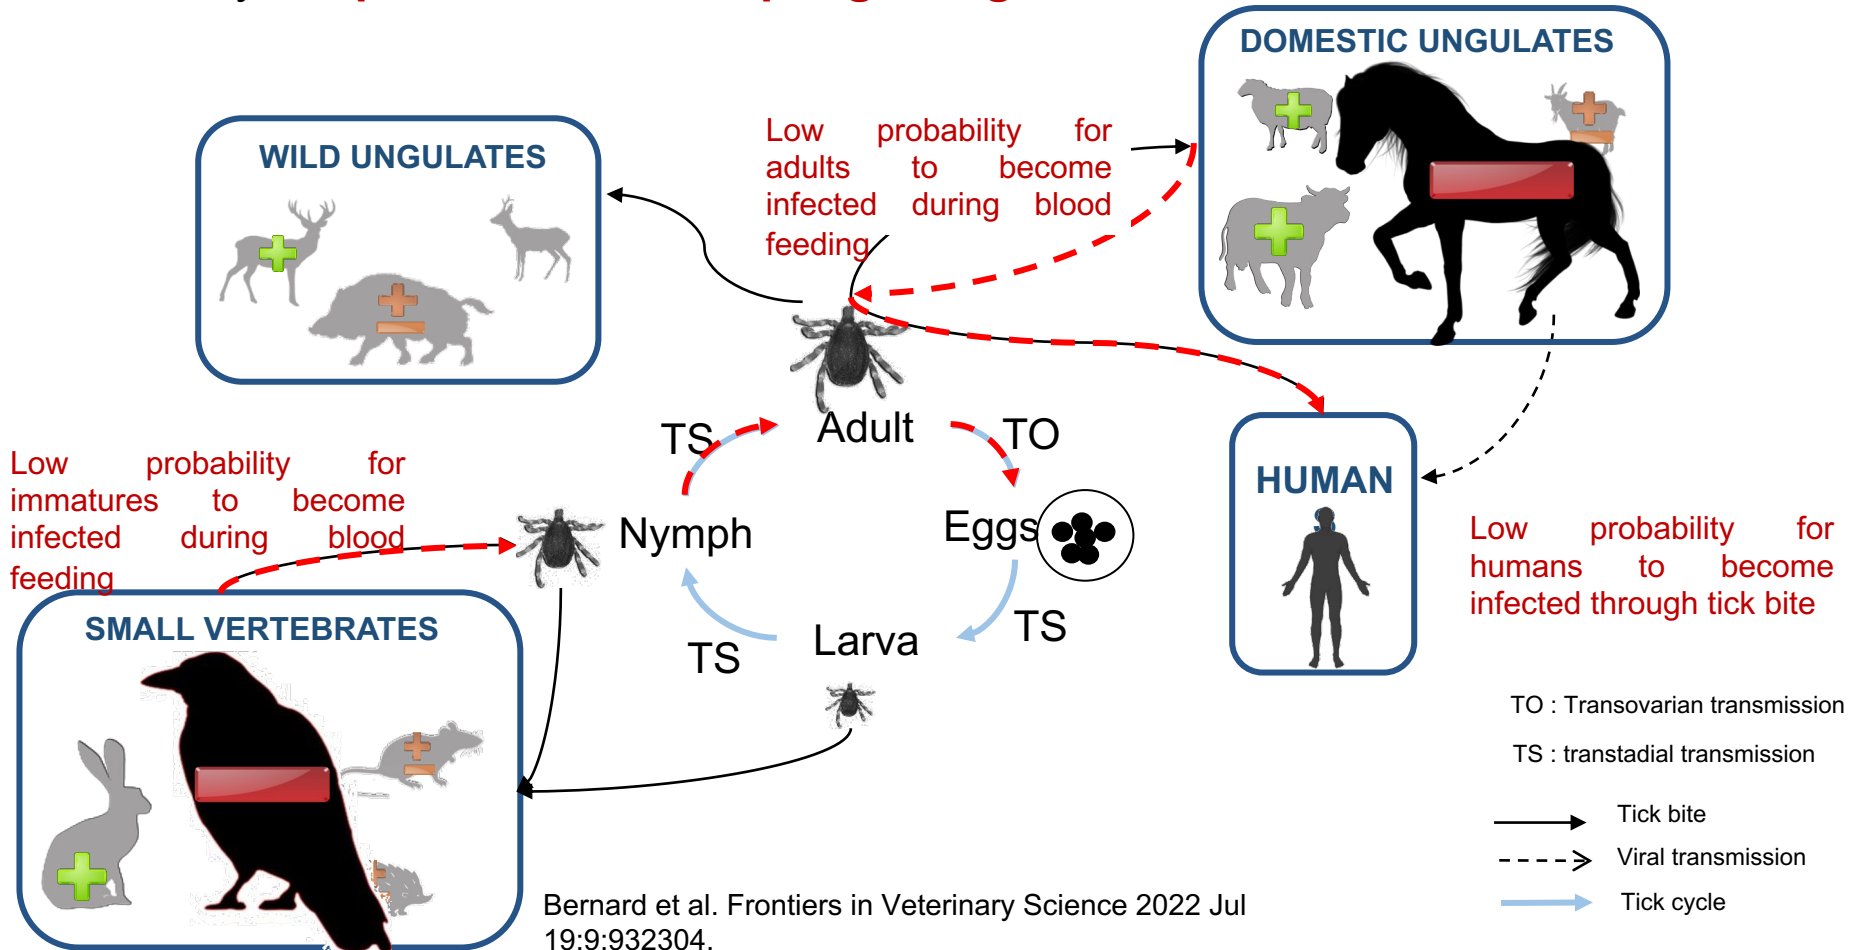 DOMESTIC UNGULATES
WILD UNGULATES
Low probability for
adults to become
infected during blood
feeding
TS
Adult
TO
Low probability for
immatures to become
infected during blood
feeding
Nymph
Eggs
HUMAN
Low probability for
humans to become
infected through tick bite
SMALL VERTEBRATES
TS
Larva
TS
TO : Transovarian transmission
TS : transtadial transmission
Tick bite
Viral transmission
Tick cycle
Bernard et al. Frontiers in Veterinary Science 2022 Jul
19:9:932304.